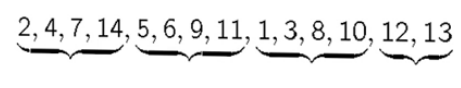 2, 4, 7, 14, 5, 6, 9, 11, 1, 3, 8, 10, 12, 13